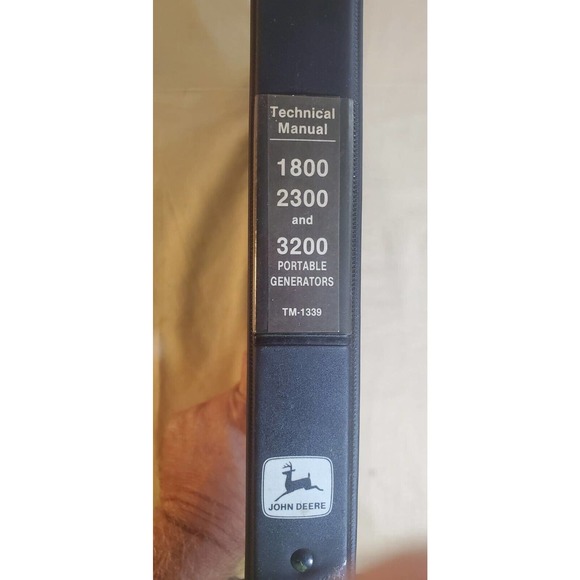 Technical
Manual
1800
2300
and
3200
PORTABLE
GENERATORS
TM-1339
JOHN DEERE